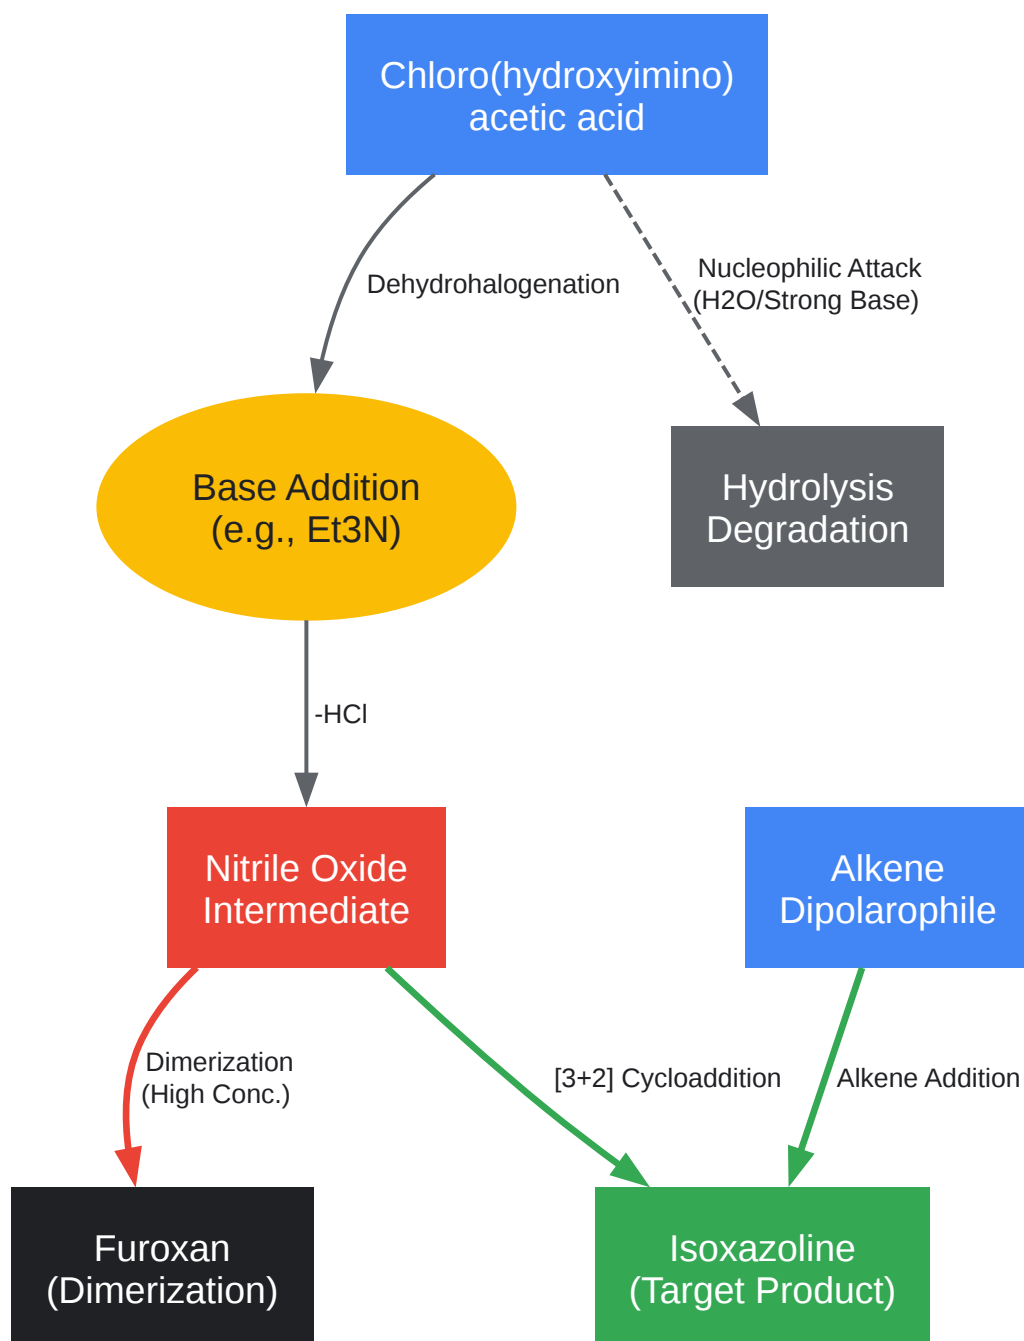 Chloro(hydroxyimino)
acetic acid
Dehydrohalogenation
Nucleophilic Attack
(H2O/Strong Base)
Base Addition
(e.g., Et3N)
Hydrolysis
Degradation
-HCl
Nitrile Oxide
Intermediate
Alkene
Dipolarophile
Dimerization
(High Conc.)
[3+2] Cycloaddition
Alkene Addition
Furoxan
(Dimerization)
Isoxazoline
(Target Product)